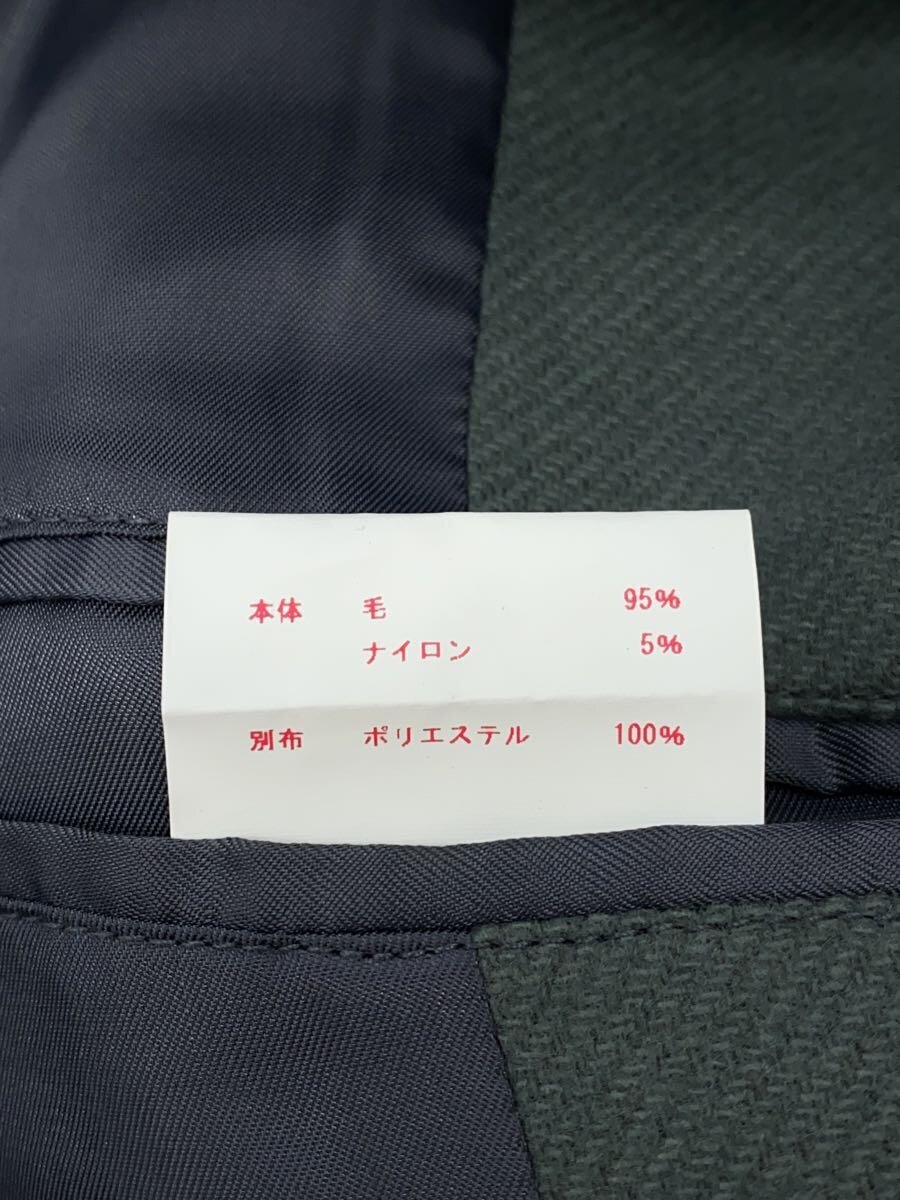 本体 毛 95%
ナイロン 5%
別布 ポリエステル 100%